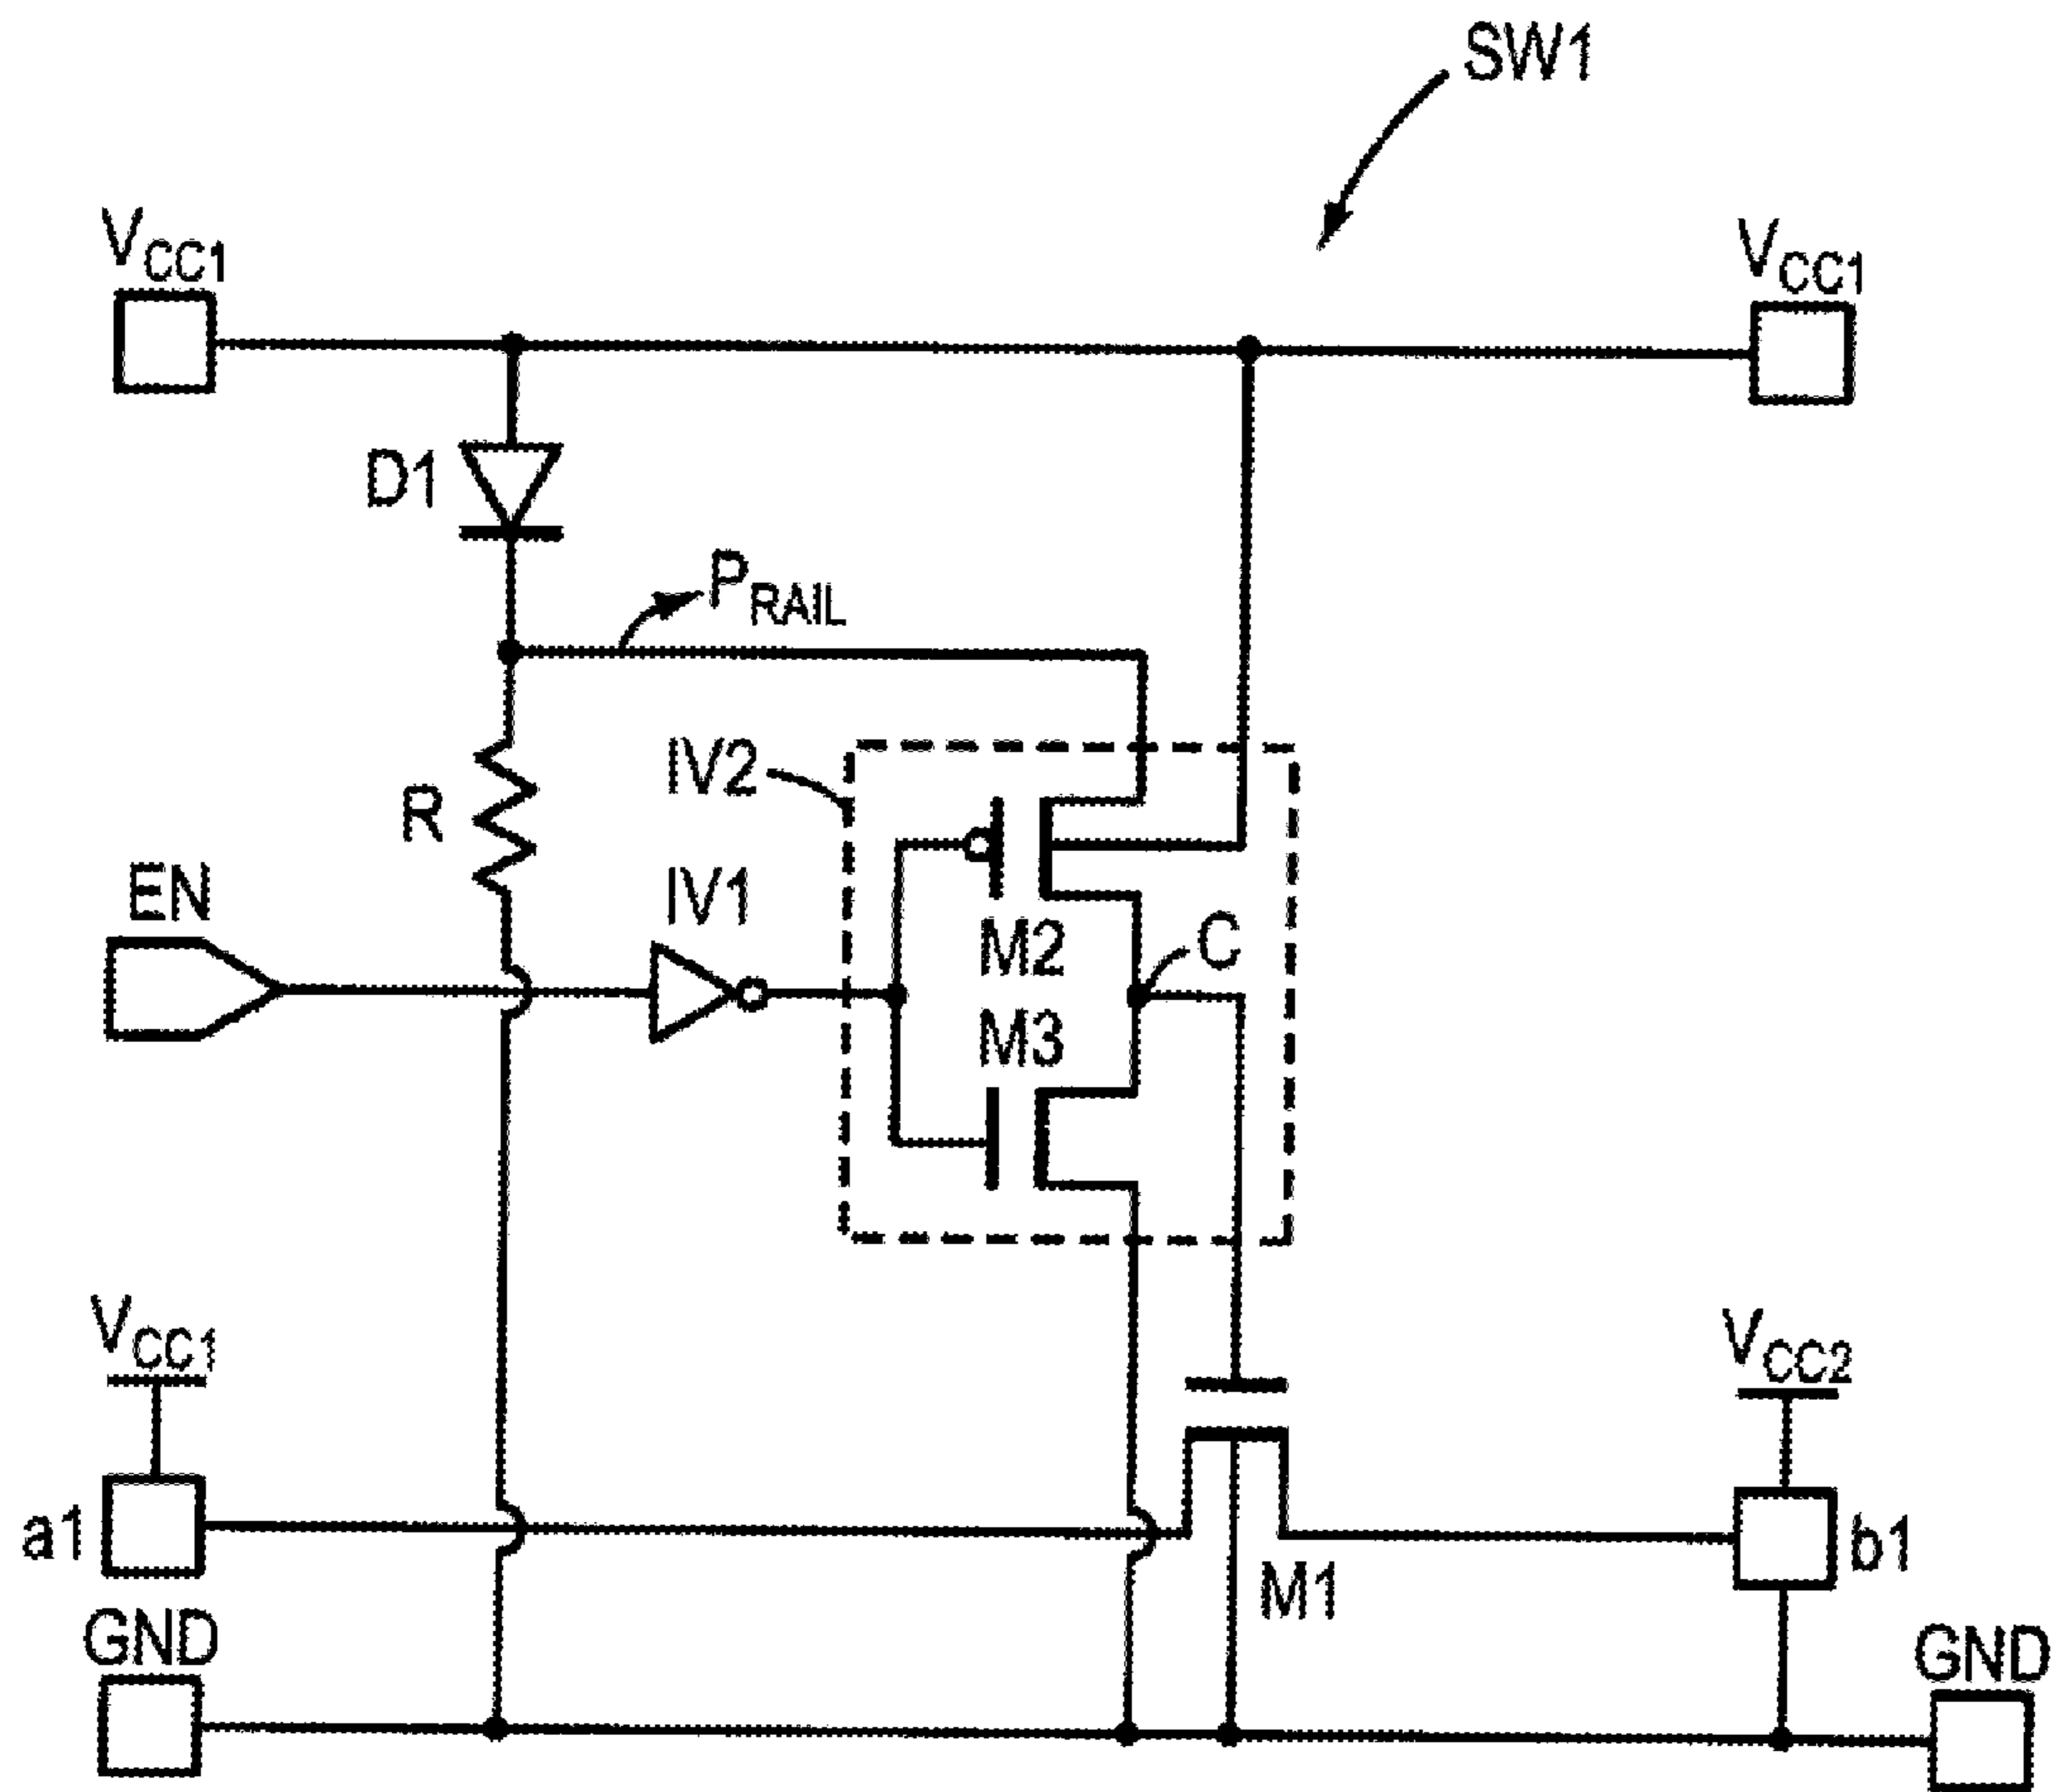 SW1
VCC1
VCC1
D1
PRAIL
IV2
R
EN
IV1
M2
C
M3
VCC1
VCC2
a1
b1
M1
GND
GND